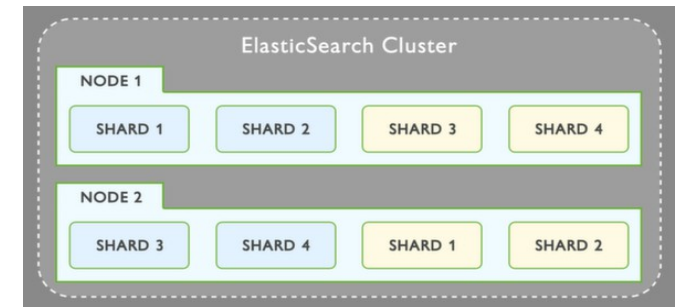 ElasticSearch Cluster
NODE 1
SHARD 1 SHARD 2 SHARD 3 SHARD 4
NODE 2
SHARD 3 SHARD 4 SHARD 1 SHARD 2